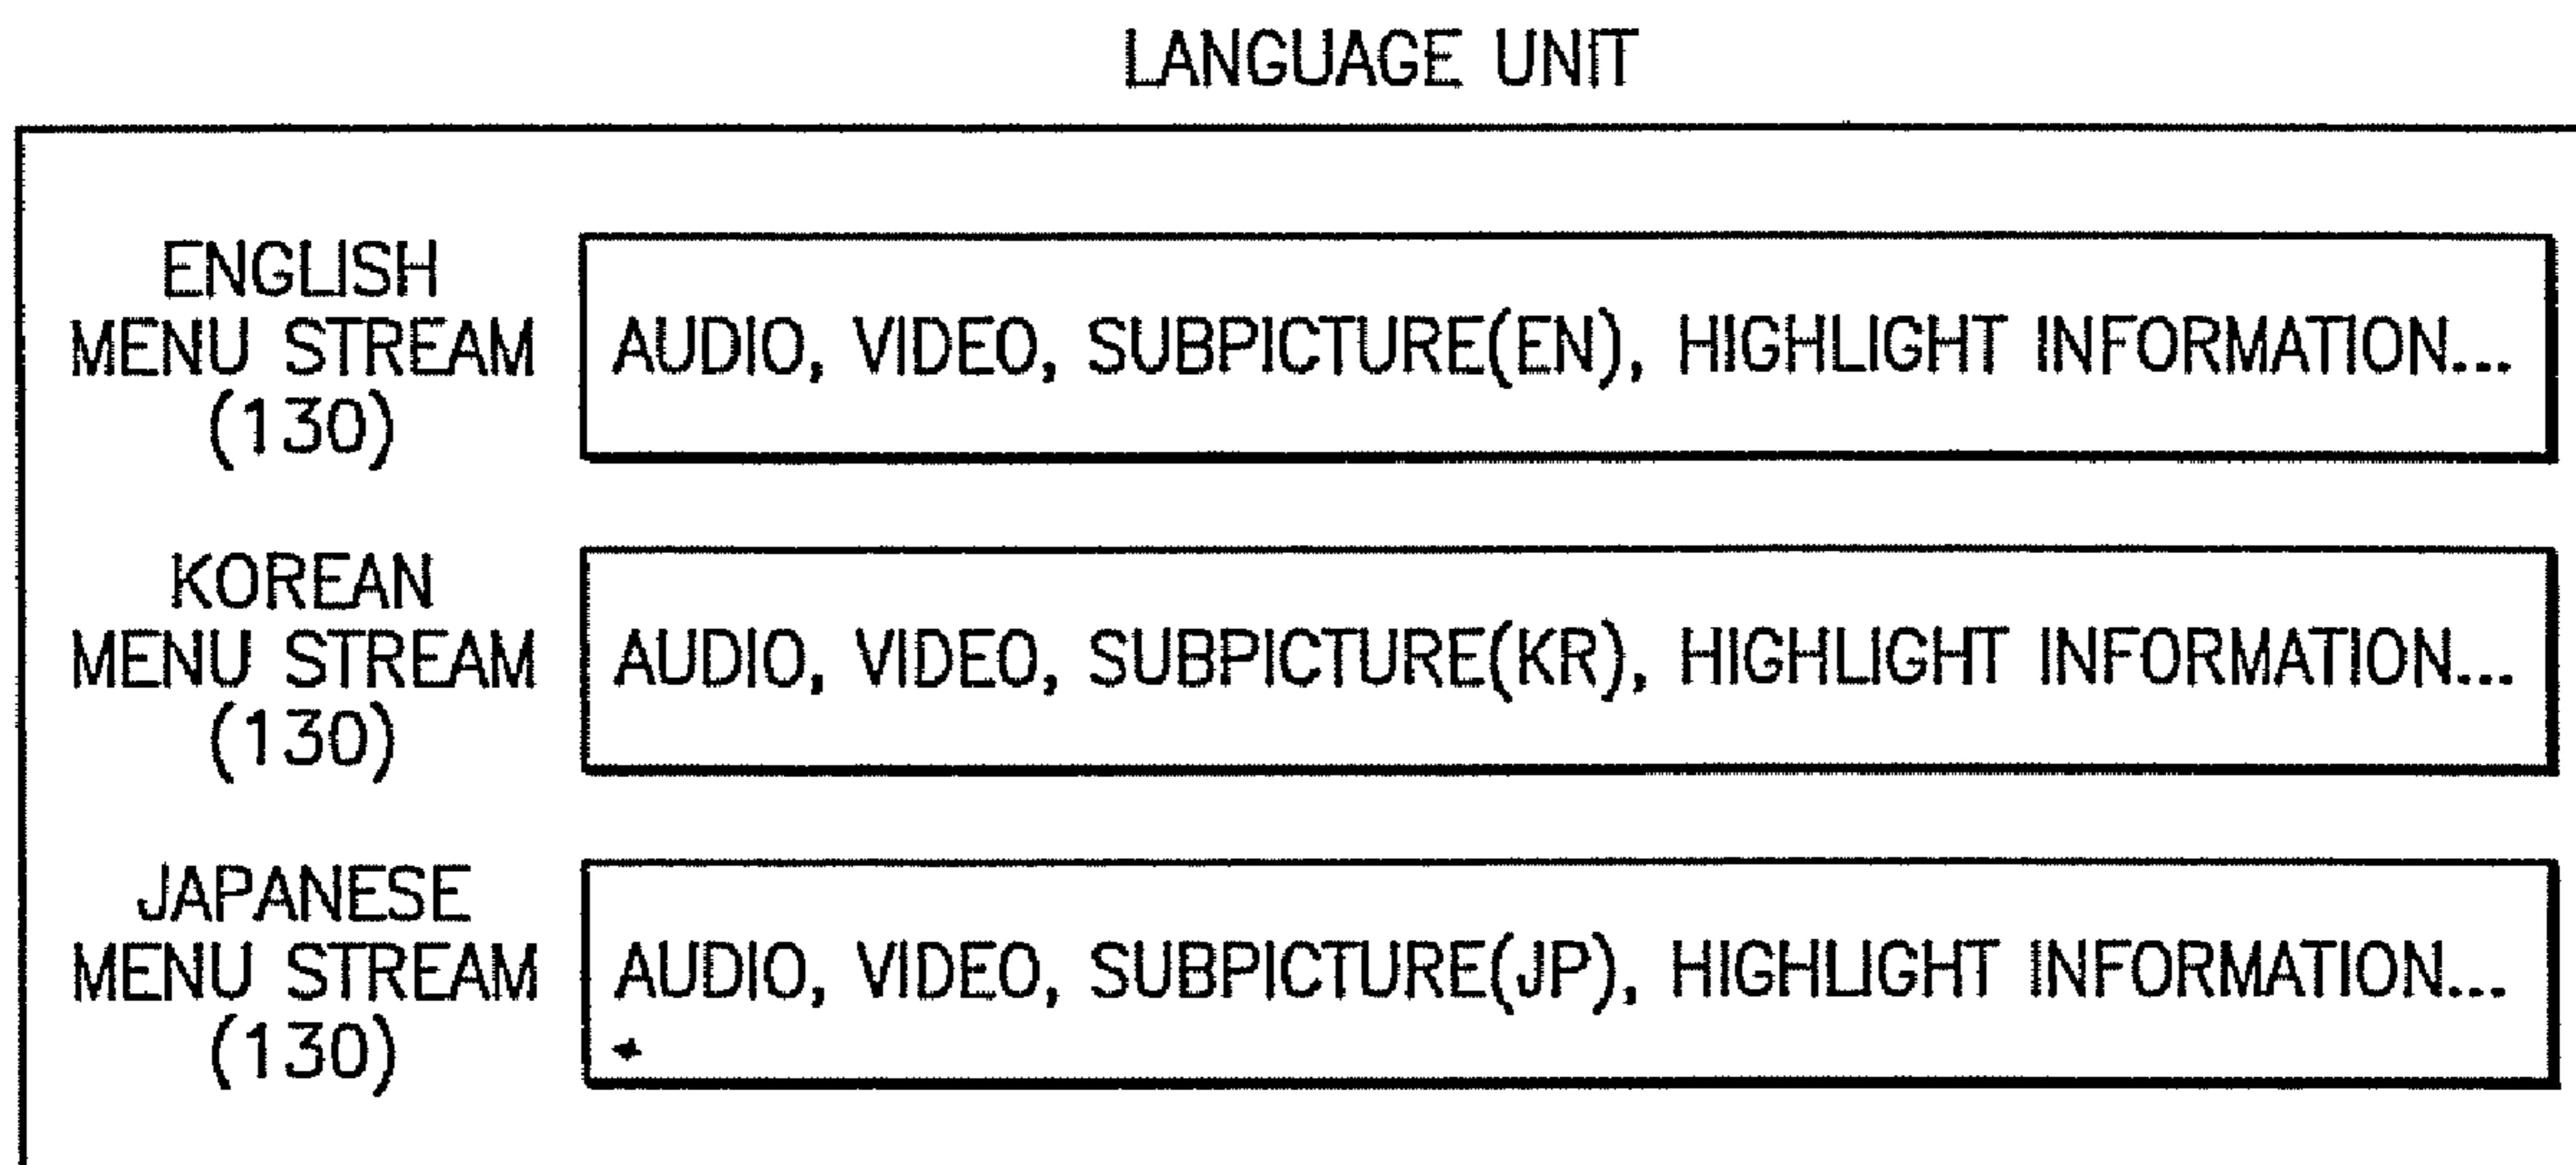 LANGUAGE UNIT
ENGLISH
MENU STREAM
(130)
AUDIO, VIDEO, SUBPICTURE(EN), HIGHLIGHT INFORMATION...
KOREAN
MENU STREAM
(130)
AUDIO, VIDEO, SUBPICTURE(KR), HIGHLIGHT INFORMATION...
JAPANESE
MENU STREAM
(130)
AUDIO, VIDEO, SUBPICTURE(JP), HIGHLIGHT INFORMATION...